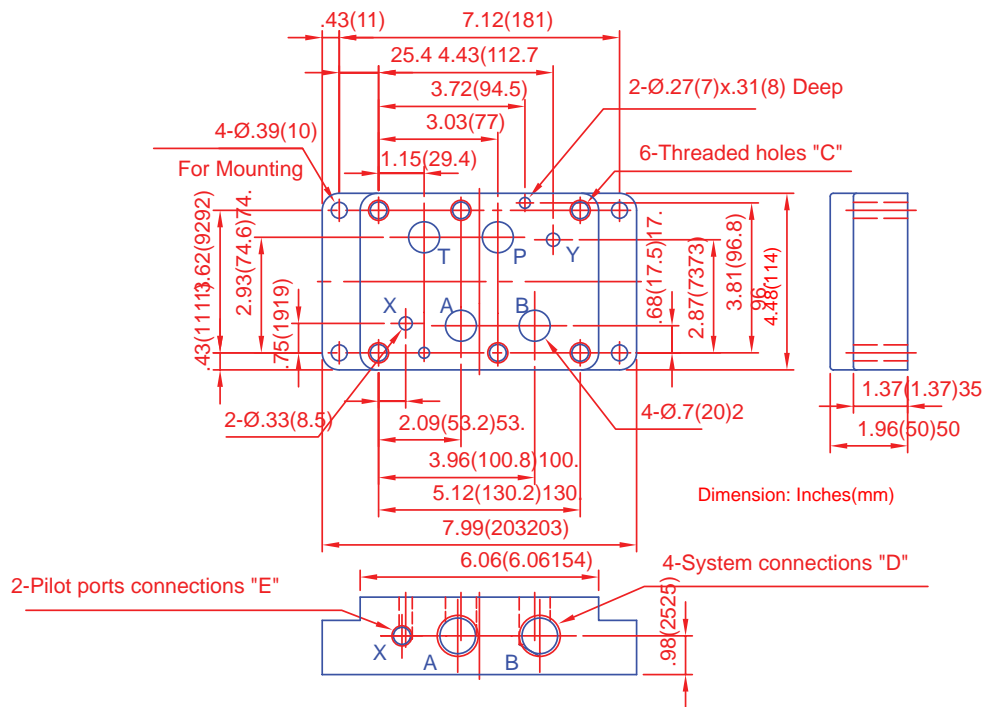 .43(11)
7.12(181)
25.4 4.43(112.7
3.72(94.5)
2-Ø.27(7)x.31(8) Deep
3.03(77)
4-Ø.39(10)
For Mounting
1.15(29.4)
6-Threaded holes "C"
3.62(9292)
2.93(74.6)74.
.43(1111)
.75(1919)
T
P
Y
X
A
B
.68(17.5)17.
2.87(7373)
3.81(96.8)
96.
4.48(114)
2-Ø.33(8.5)
2.09(53.2)53.
4-Ø.7(20)2
1.37(1.37)35
1.96(50)50
3.96(100.8)100.
5.12(130.2)130.
Dimension: Inches(mm)
7.99(203203)
6.06(6.06154)
4-System connections "D"
2-Pilot ports connections "E"
X
A
B
.98(2525)